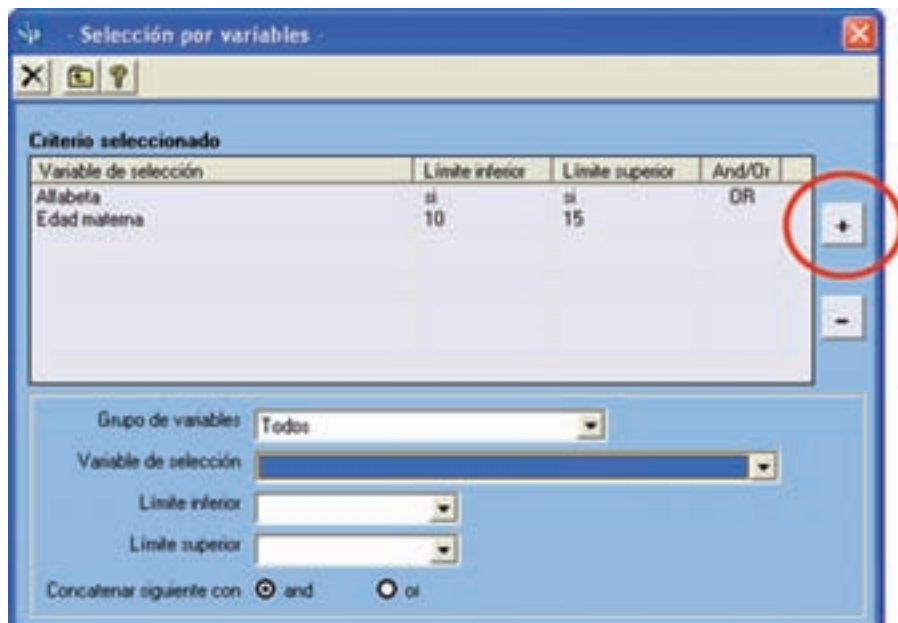 - Selección por variables -
Criterio seleccionado
Variable de selección Límite inferior Límite superior And/Or
Alfabeta si si OR
Edad materna 10 15
+
-
Grupo de variables Todos
Variable de selección
Límite inferior
Límite superior
Concatenar siguiente con and or